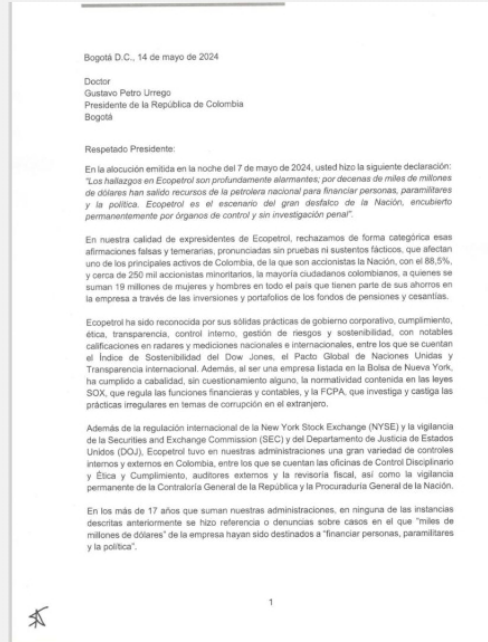 Bogotá D.C., 14 de mayo de 2024
Doctor
Gustavo Petro Urrego
Presidente de la República de Colombia
Bogotá
Respetado Presidente:
En la alocución emitida en la noche del 7 de mayo de 2024, usted hizo la siguiente declaración:
"Los hallazgos en Ecopetrol son profundamente alarmantes; por decenas de miles de millones
de dólares han salido recursos de la petrolera nacional para financiar personas, paramilitares
y la política. Ecopetrol es el escenario del gran desfalco de la Nación, encubierto
permanentemente por órganos de control y sin investigación penal".
En nuestra calidad de expresidentes de Ecopetrol, rechazamos de forma categórica esas
afirmaciones falsas y temerarias, pronunciadas sin pruebas ni sustentos fácticos, que afectan
uno de los principales activos de Colombia, de la que son accionistas la Nación, con el 88,5%,
y cerca de 250 mil accionistas minoritarios, la mayoría ciudadanos colombianos, a quienes se
suman 19 millones de mujeres y hombres en todo el país que tienen parte de sus ahorros en
la empresa a través de las inversiones y portafolios de los fondos de pensiones y cesantías.
Ecopetrol ha sido reconocida por sus sólidas prácticas de gobierno corporativo, cumplimiento,
ética, transparencia, control interno, gestión de riesgos y sostenibilidad, con notables
calificaciones en radares y mediciones nacionales e internacionales, entre los que se cuentan
el Índice de Sostenibilidad del Dow Jones, el Pacto Global de Naciones Unidas y
Transparencia internacional. Además, al ser una empresa listada en la Bolsa de Nueva York,
ha cumplido a cabalidad, sin cuestionamiento alguno, la normatividad contenida en las leyes
SOX, que regula las funciones financieras y contables, y la FCPA, que investiga y castiga las
prácticas irregulares en temas de corrupción en el extranjero.
Además de la regulación internacional de la New York Stock Exchange (NYSE) y la vigilancia
de la Securities and Exchange Commission (SEC) y del Departamento de Justicia de Estados
Unidos (DOJ), Ecopetrol tuvo en nuestras administraciones una gran variedad de controles
internos y externos en Colombia, entre los que se cuentan las oficinas de Control Disciplinario
y Ética y Cumplimiento, auditores externos y la revisoría fiscal, así como la vigilancia
permanente de la Contraloría General de la República y la Procuraduría General de la Nación.
En los más de 17 años que suman nuestras administraciones, en ninguna de las instancias
descritas anteriormente se hizo referencia o denuncias sobre casos en el que "miles de
millones de dólares" de la empresa hayan sido destinados a "financiar personas, paramilitares
y la política".
1